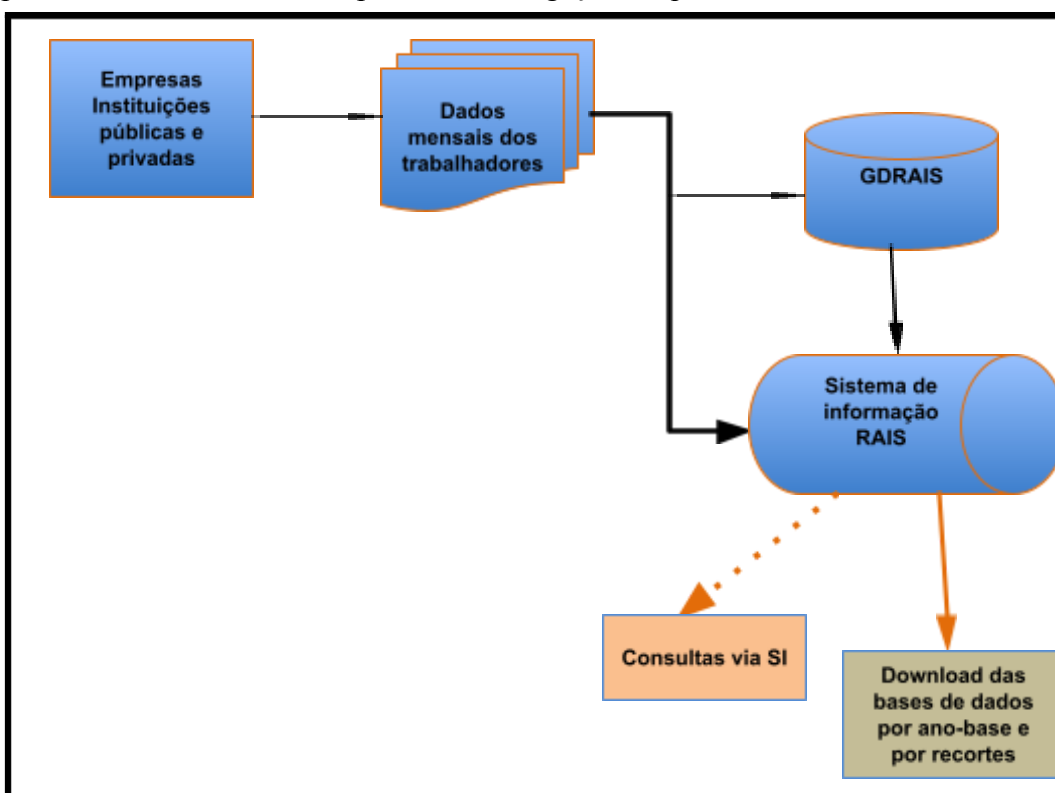 Empresas
Instituições
públicas e
privadas
Dados
mensais dos
trabalhadores
GDRAIS
Sistema de
informação
RAIS
Consultas via SI
Download das
bases de dados
por ano-base e
por recortes